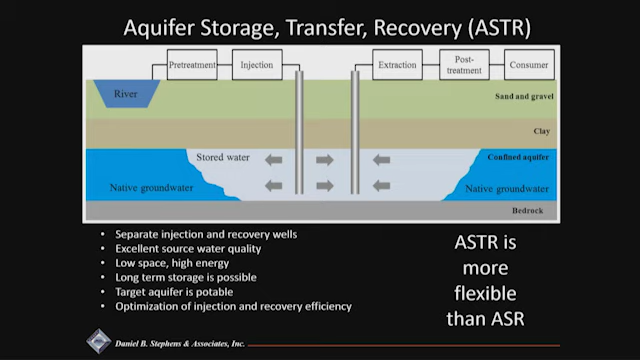 Aquifer Storage, Transfer, Recovery (ASTR)
Pretreatment
Injection
Extraction
Post-
treatment
Consumer
River
Sand and gravel
Clay
Stored water
Confined aquifer
Native groundwater
Native groundwater
Bedrock
• Separate injection and recovery wells
• Excellent source water quality
• Low space, high energy
• Long term storage is possible
• Target aquifer is potable
• Optimization of injection and recovery efficiency
ASTR is
more
flexible
than ASR
Daniel B. Stephens & Associates, Inc.